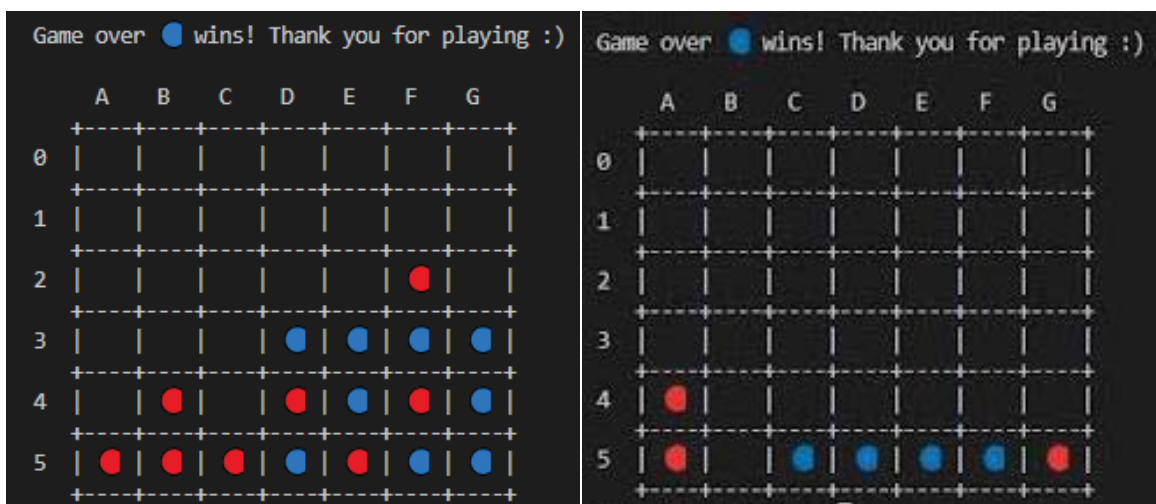 Game over 🔵 wins! Thank you for playing :)
A B C D E F G
+----+----+----+----+----+----+----+
0 | | | | | | | |
+----+----+----+----+----+----+----+
1 | | | | | | | |
+----+----+----+----+----+----+----+
2 | | | | | | 🔴 | |
+----+----+----+----+----+----+----+
3 | | | | 🔵 | 🔵 | 🔵 | 🔵 |
+----+----+----+----+----+----+----+
4 | | 🔴 | | 🔴 | 🔵 | 🔴 | 🔵 |
+----+----+----+----+----+----+----+
5 | 🔴 | 🔴 | 🔴 | 🔵 | 🔴 | 🔵 | 🔵 |
+----+----+----+----+----+----+----+
Game over 🔵 wins! Thank you for playing :)
A B C D E F G
+----+----+----+----+----+----+----+
0 | | | | | | | |
+----+----+----+----+----+----+----+
1 | | | | | | | |
+----+----+----+----+----+----+----+
2 | | | | | | | |
+----+----+----+----+----+----+----+
3 | | | | | | | |
+----+----+----+----+----+----+----+
4 | 🔴 | | | | | | |
+----+----+----+----+----+----+----+
5 | 🔴 | | 🔵 | 🔵 | 🔵 | 🔵 | 🔴 |
+----+----+----+----+----+----+----+